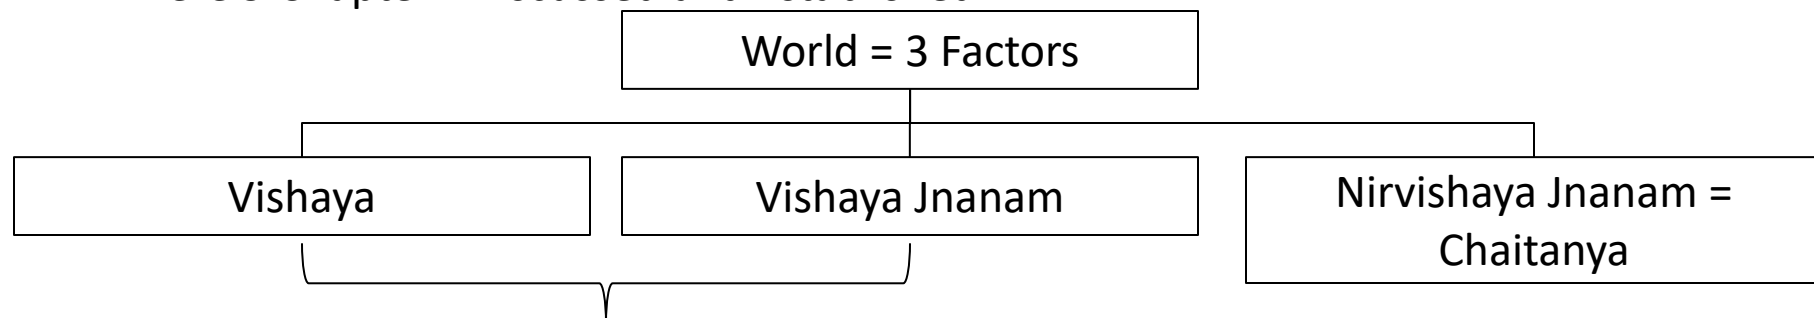 World = 3 Factors
Vishaya
Vishaya Jnanam
Nirvishaya Jnanam =
Chaitanya